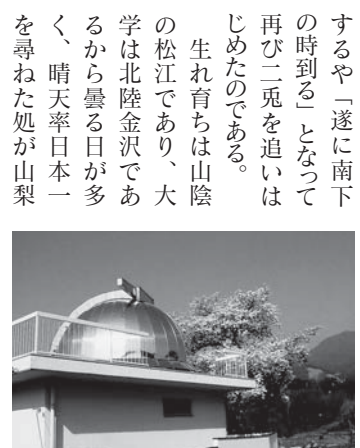 するや「遂に南下
の時到る」となって
再び二兎を追いは
じめたのである。
生れ育ちは山陰
の松江であり、大
学は北陸金沢であ
るから曇る日が多
く、晴天率日本一
を尋ねた処が山梨